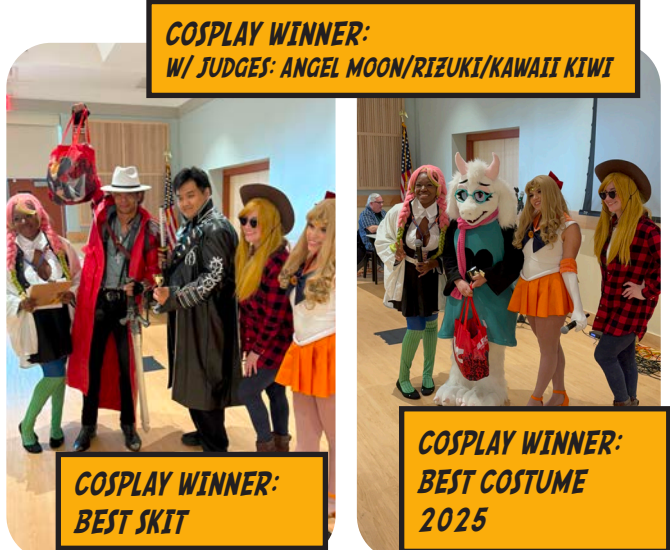 COSPLAY WINNER:
W/ JUDGES: ANGEL MOON/RIZUKI/KAWAII KIWI
COSPLAY WINNER:
BEST SKIT
COSPLAY WINNER:
BEST COSTUME
2025